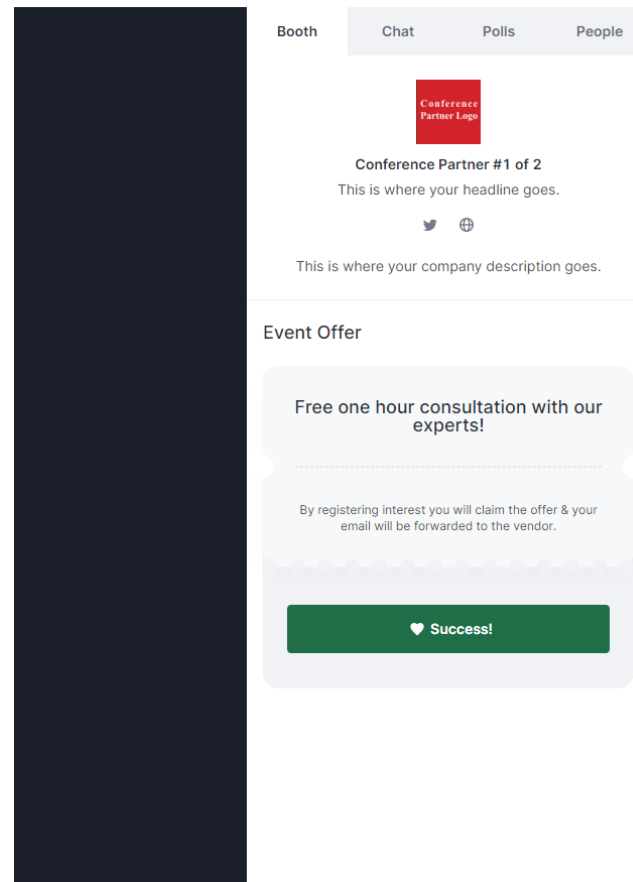 Booth Chat Polls People
Conference
Partner Logo
Conference Partner #1 of 2
This is where your headline goes.
This is where your company description goes.
Event Offer
Free one hour consultation with our
experts!
By registering interest you will claim the offer & your
email will be forwarded to the vendor.
Success!